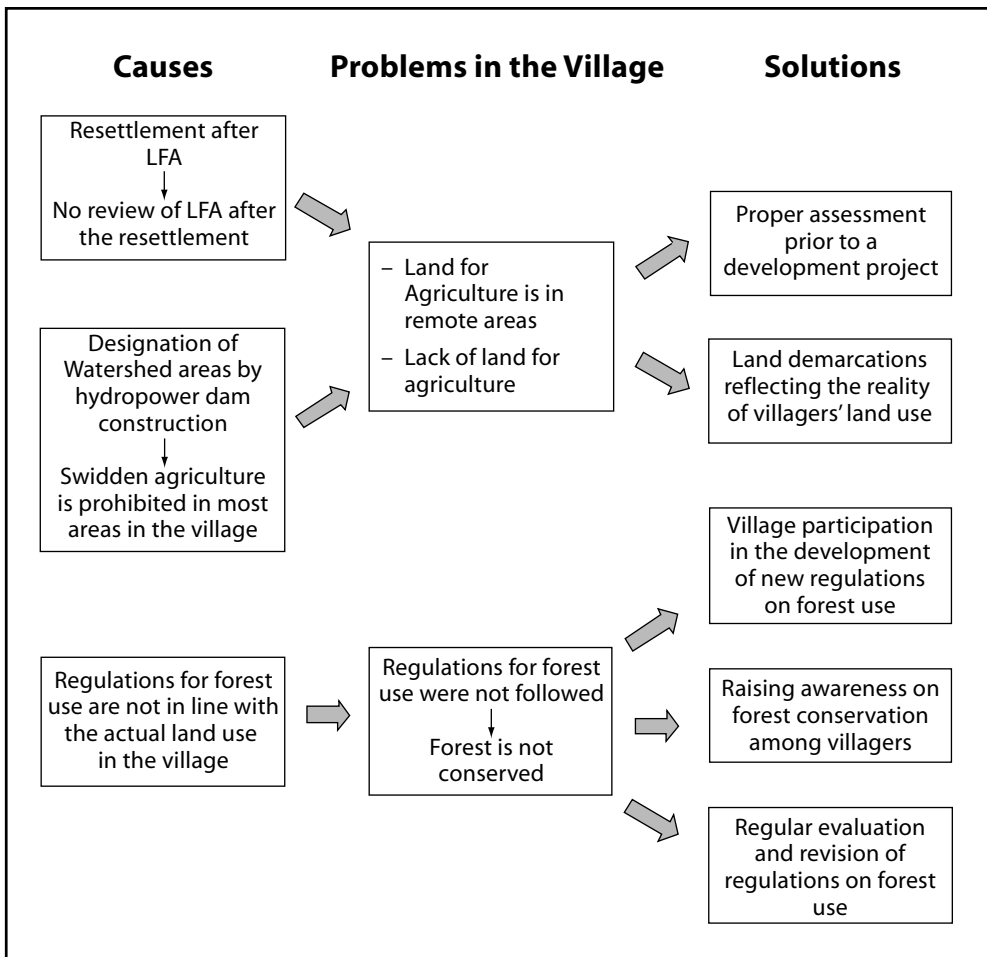 Causes
Problems in the Village
Solutions
Resettlement after
LFA
No review of LFA after
the resettlement
Designation of
Watershed areas by
hydropower dam
construction
Swidden agriculture
is prohibited in most
areas in the village
Regulations for forest
use are not in line with
the actual land use
in the village
– Land for
Agriculture is in
remote areas
– Lack of land for
agriculture
Regulations for forest
use were not followed
Forest is not
conserved
Proper assessment
prior to a
development project
Land demarcations
reflecting the reality
of villagers’ land use
Village participation
in the development
of new regulations
on forest use
Raising awareness on
forest conservation
among villagers
Regular evaluation
and revision of
regulations on forest
use